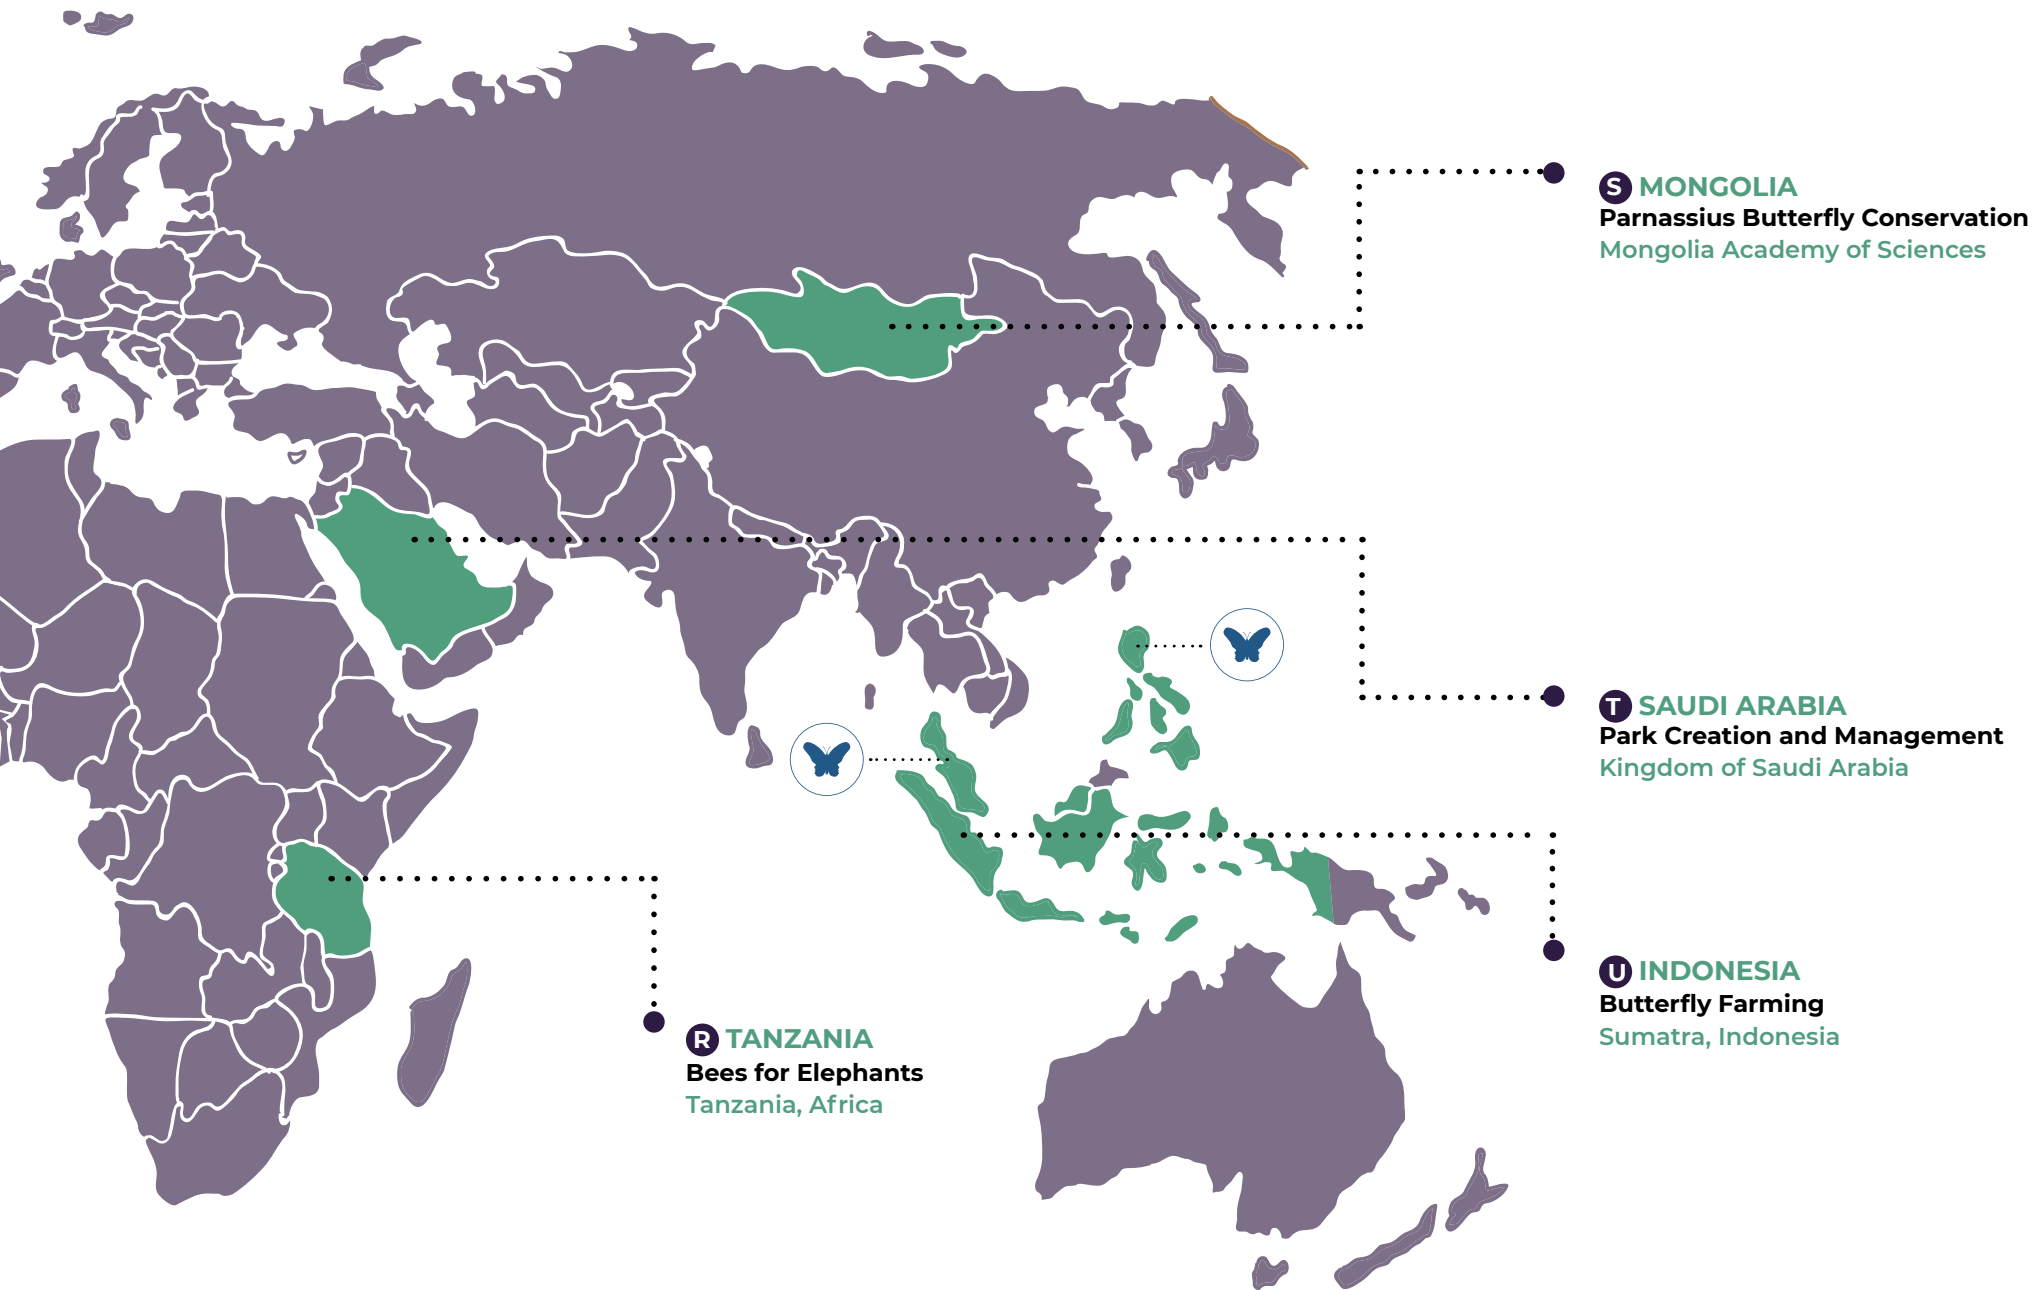 S MONGOLIA
Parnassius Butterfly Conservation
Mongolia Academy of Sciences
T SAUDI ARABIA
Park Creation and Management
Kingdom of Saudi Arabia
U INDONESIA
Butterfly Farming
Sumatra, Indonesia
R TANZANIA
Bees for Elephants
Tanzania, Africa